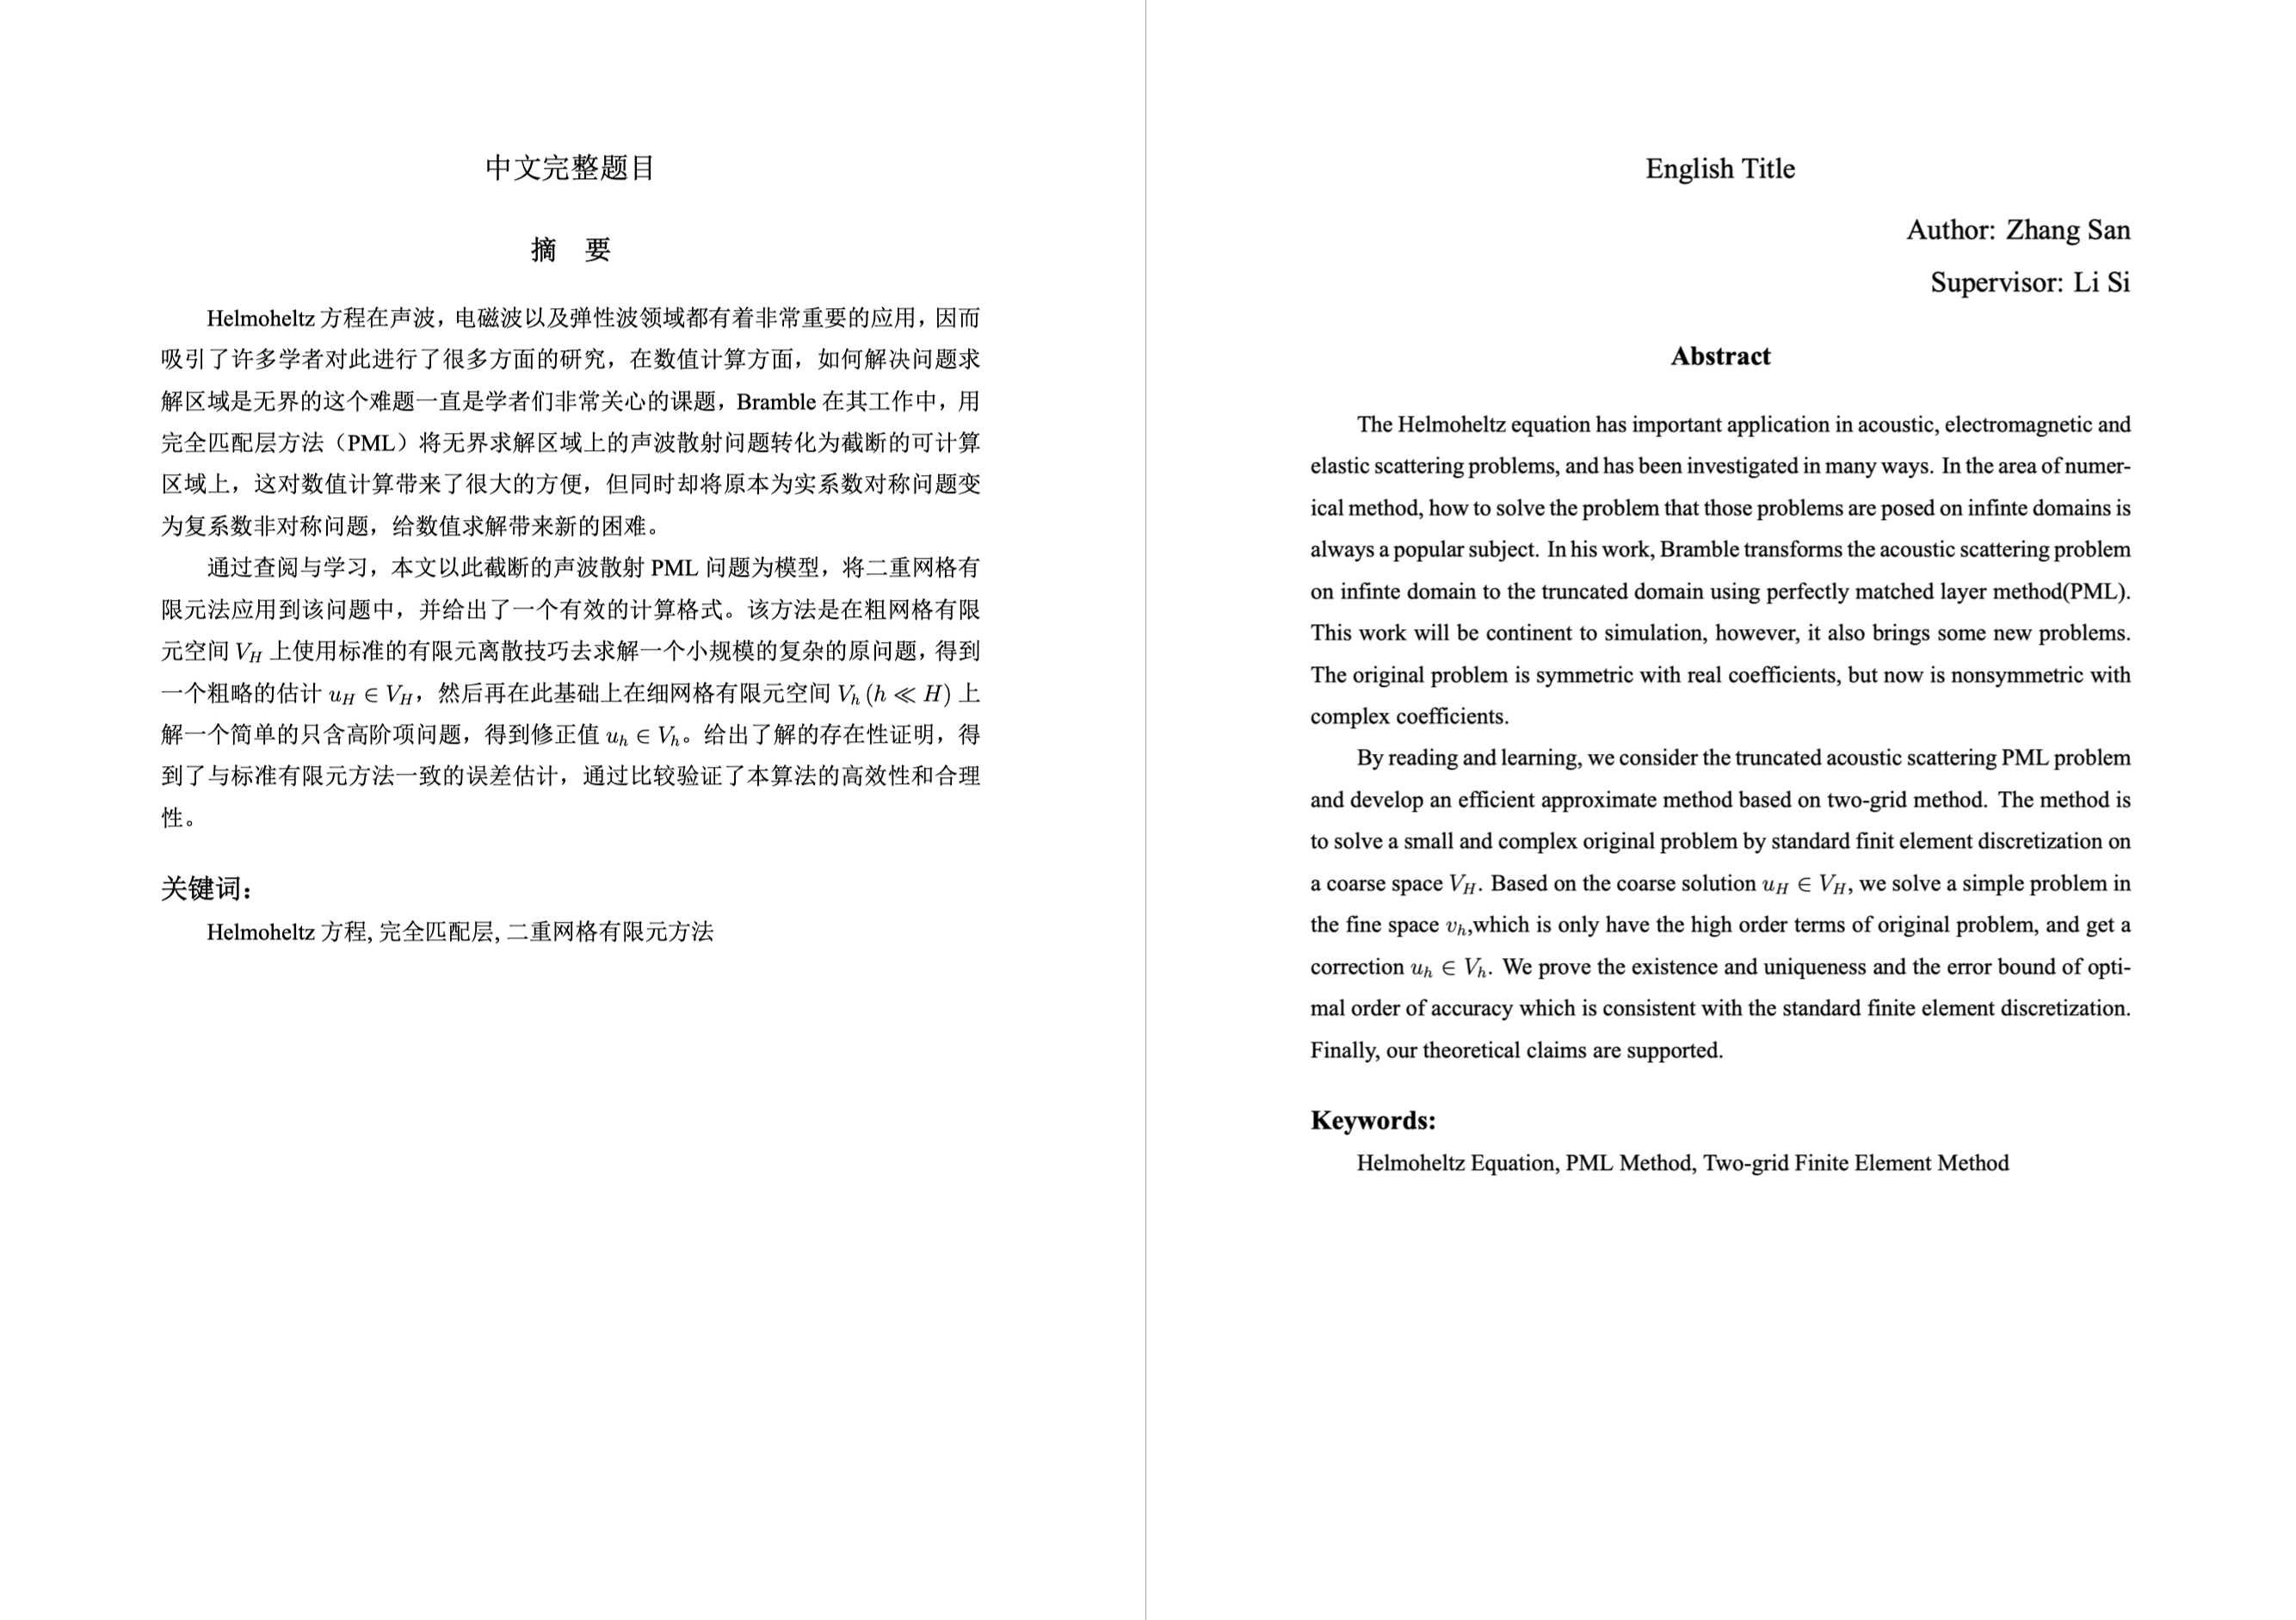 中文完整题目
摘 要
Helmoheltz 方程在声波，电磁波以及弹性波领域都有着非常重要的应用，因而
吸引了许多学者对此进行了很多方面的研究，在数值计算方面，如何解决问题求
解区域是无界的这个难题一直是学者们非常关心的课题，Bramble 在其工作中，用
完全匹配层方法（PML）将无界求解区域上的声波散射问题转化为截断的可计算
区域上，这对数值计算带来了很大的方便，但同时却将原本为实系数对称问题变
为复系数非对称问题，给数值求解带来新的困难。
通过查阅与学习，本文以此截断的声波散射 PML 问题为模型，将二重网格有
限元法应用到该问题中，并给出了一个有效的计算格式。该方法是在粗网格有限
元空间 V_H 上使用标准的有限元离散技巧去求解一个小规模的复杂的原问题，得到
一个粗略的估计 u_H ∈ V_H，然后再在此基础上在细网格有限元空间 V_h (h ≪ H) 上
解一个简单的只含高阶项问题，得到修正值 u_h ∈ V_h。给出了解的存在性证明，得
到了与标准有限元方法一致的误差估计，通过比较验证了本算法的高效性和合理
性。
关键词：
Helmoheltz 方程, 完全匹配层, 二重网格有限元方法
English Title
Author: Zhang San
Supervisor: Li Si
Abstract
The Helmoheltz equation has important application in acoustic, electromagnetic and
elastic scattering problems, and has been investigated in many ways. In the area of numer-
ical method, how to solve the problem that those problems are posed on infinte domains is
always a popular subject. In his work, Bramble transforms the acoustic scattering problem
on infinte domain to the truncated domain using perfectly matched layer method(PML).
This work will be continent to simulation, however, it also brings some new problems.
The original problem is symmetric with real coefficients, but now is nonsymmetric with
complex coefficients.
By reading and learning, we consider the truncated acoustic scattering PML problem
and develop an efficient approximate method based on two-grid method. The method is
to solve a small and complex original problem by standard finit element discretization on
a coarse space V_H. Based on the coarse solution u_H ∈ V_H, we solve a simple problem in
the fine space v_h,which is only have the high order terms of original problem, and get a
correction u_h ∈ V_h. We prove the existence and uniqueness and the error bound of opti-
mal order of accuracy which is consistent with the standard finite element discretization.
Finally, our theoretical claims are supported.
Keywords:
Helmoheltz Equation, PML Method, Two-grid Finite Element Method